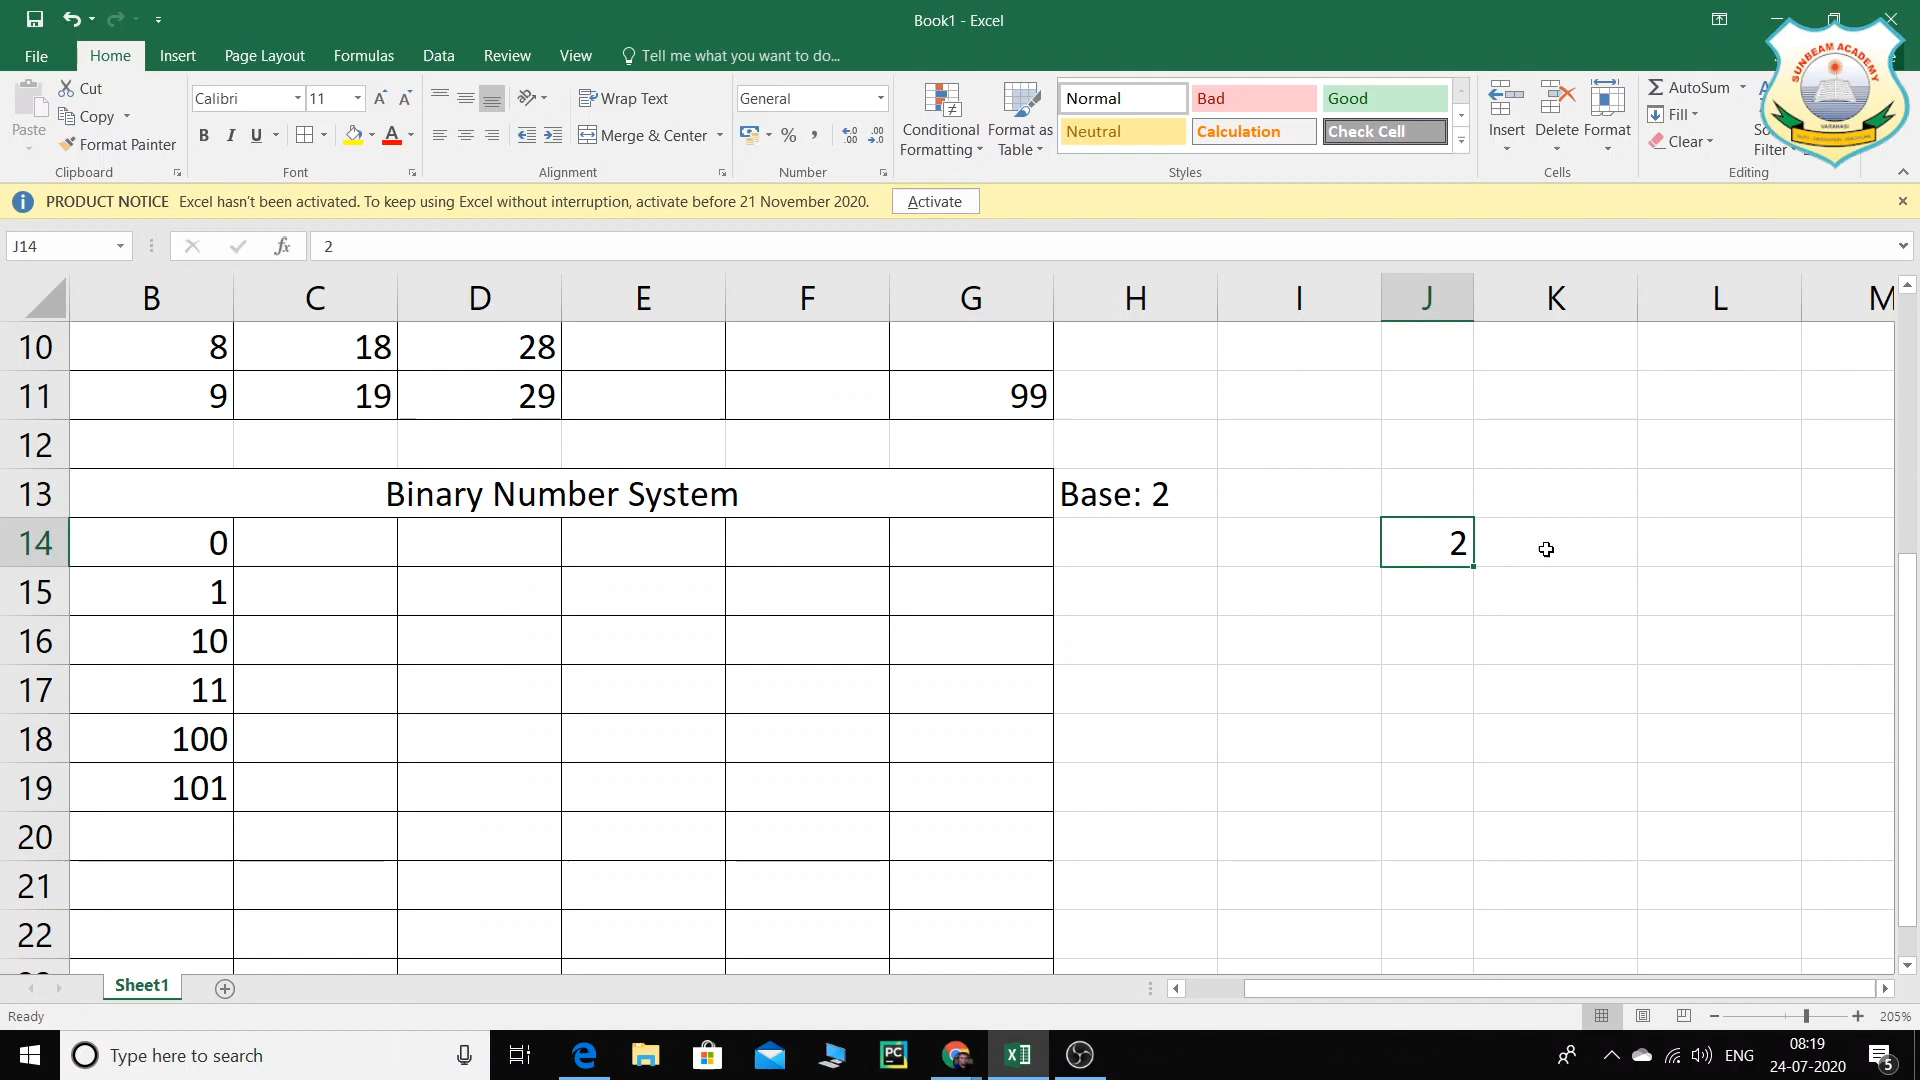 Book1 - Excel
File Home Insert Page Layout Formulas Data Review View Tell me what you want to do...
Paste
Cut
Copy
Format Painter
Clipboard
Calibri 11
B I U
Font
Wrap Text
Merge & Center
Alignment
General
Number
Conditional Formatting
Format as Table
Normal Bad Good
Neutral Calculation Check Cell
Styles
Insert Delete Format
Cells
AutoSum
Fill
Clear
Filter
Editing
SUNBEAM ACADEMY
VARANASI
PRODUCT NOTICE Excel hasn't been activated. To keep using Excel without interruption, activate before 21 November 2020. Activate
J14 fx 2
B C D E F G H I J K L M
10 8 18 28
11 9 19 29 99
12
13 Binary Number System Base: 2
14 0 2
15 1
16 10
17 11
18 100
19 101
20
21
22
Sheet1
Ready 205%
Type here to search
PC
ENG
08:19
24-07-2020
5